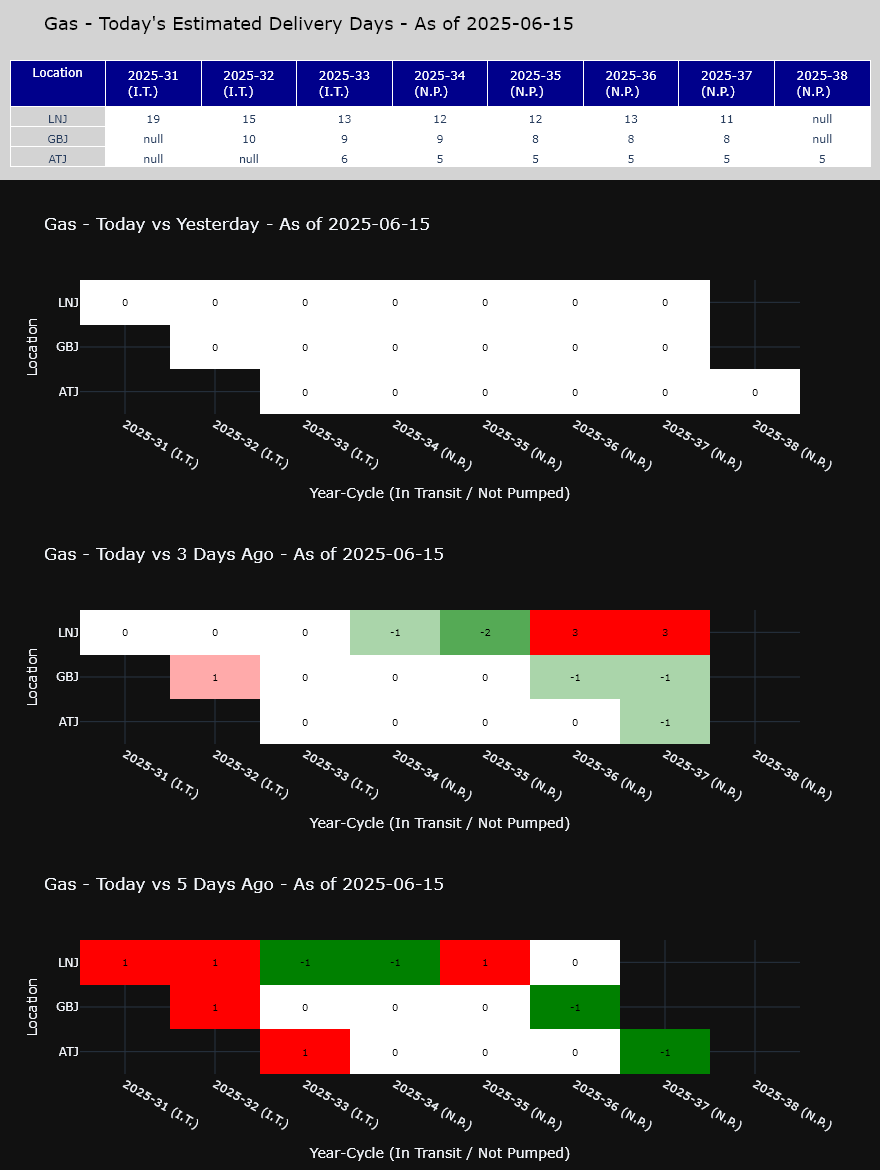 Gas - Today's Estimated Delivery Days - As of 2025-06-15
Location 2025-31 (I.T.) 2025-32 (I.T.) 2025-33 (I.T.) 2025-34 (N.P.) 2025-35 (N.P.) 2025-36 (N.P.) 2025-37 (N.P.) 2025-38 (N.P.)
LNJ 19 15 13 12 12 13 11 null
GBJ null 10 9 9 8 8 8 null
ATJ null null 6 5 5 5 5 5
Gas - Today vs Yesterday - As of 2025-06-15
Location
LNJ 0 0 0 0 0 0 0
GBJ 0 0 0 0 0 0
ATJ 0 0 0 0 0 0
2025-31 (I.T.) 2025-32 (I.T.) 2025-33 (I.T.) 2025-34 (N.P.) 2025-35 (N.P.) 2025-36 (N.P.) 2025-37 (N.P.) 2025-38 (N.P.)
Year-Cycle (In Transit / Not Pumped)
Gas - Today vs 3 Days Ago - As of 2025-06-15
Location
LNJ 0 0 0 -1 -2 3 3
GBJ 1 0 0 0 -1 -1
ATJ 0 0 0 0 -1
2025-31 (I.T.) 2025-32 (I.T.) 2025-33 (I.T.) 2025-34 (N.P.) 2025-35 (N.P.) 2025-36 (N.P.) 2025-37 (N.P.) 2025-38 (N.P.)
Year-Cycle (In Transit / Not Pumped)
Gas - Today vs 5 Days Ago - As of 2025-06-15
Location
LNJ 1 1 -1 -1 1 0
GBJ 1 0 0 0 -1
ATJ 1 0 0 0 -1
2025-31 (I.T.) 2025-32 (I.T.) 2025-33 (I.T.) 2025-34 (N.P.) 2025-35 (N.P.) 2025-36 (N.P.) 2025-37 (N.P.) 2025-38 (N.P.)
Year-Cycle (In Transit / Not Pumped)